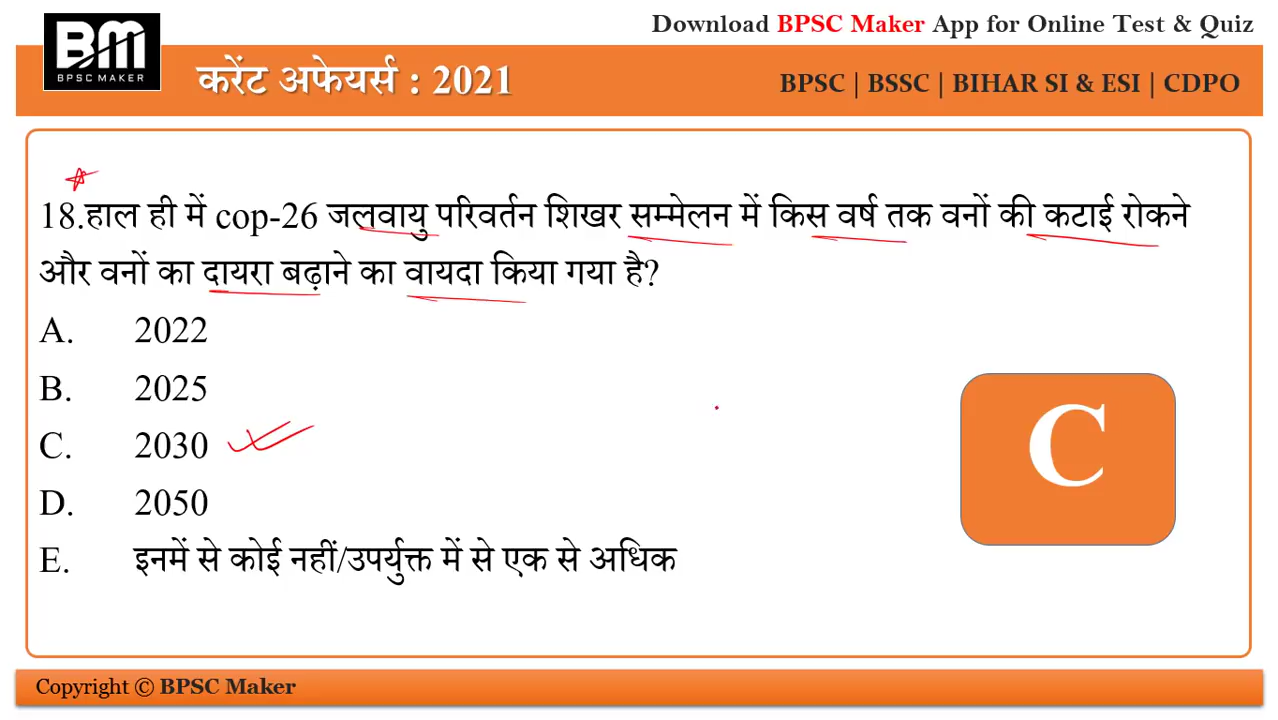 Download BPSC Maker App for Online Test & Quiz
BM
BPSC MAKER
करेंट अफेयर्स : 2021
BPSC | BSSC | BIHAR SI & ESI | CDPO
18.हाल ही में cop-26 जलवायु परिवर्तन शिखर सम्मेलन में किस वर्ष तक वनों की कटाई रोकने
और वनों का दायरा बढ़ाने का वायदा किया गया है?
A. 2022
B. 2025
C. 2030
D. 2050
E. इनमें से कोई नहीं/उपर्युक्त में से एक से अधिक
C
Copyright © BPSC Maker